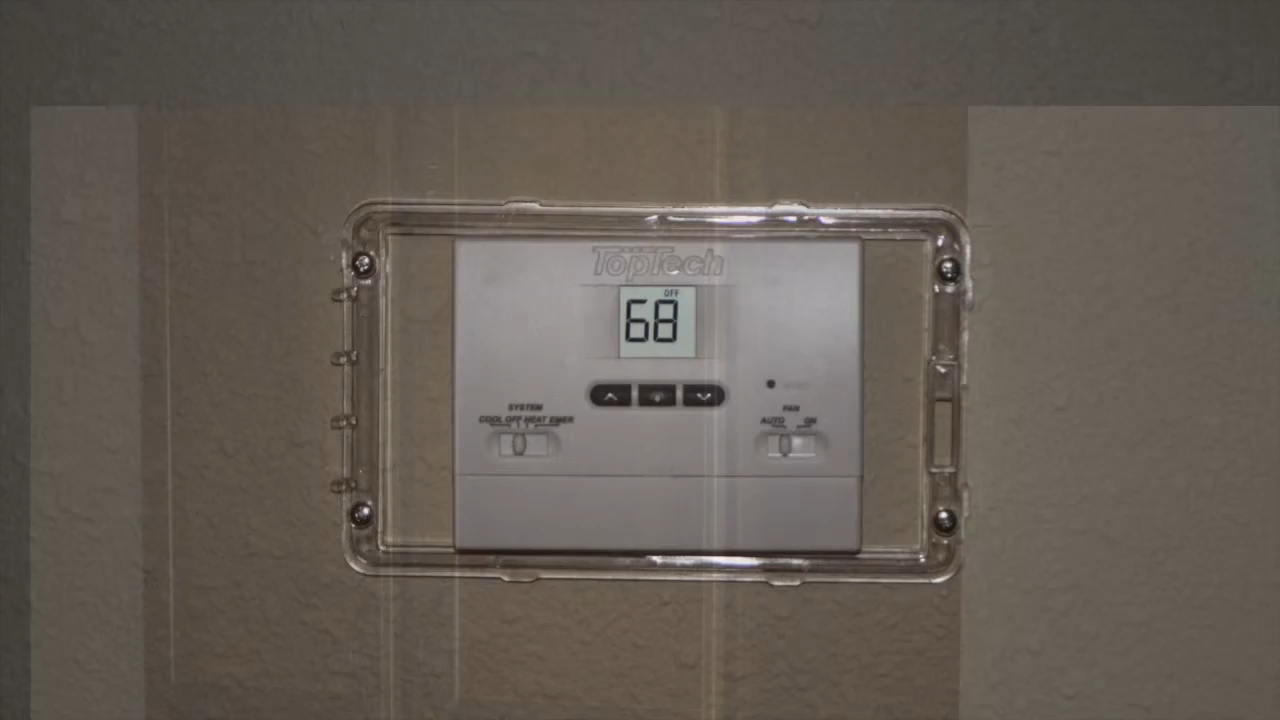 TopTech
OFF
68
SYSTEM
COOL OFF HEAT EMER
FAN
AUTO ON